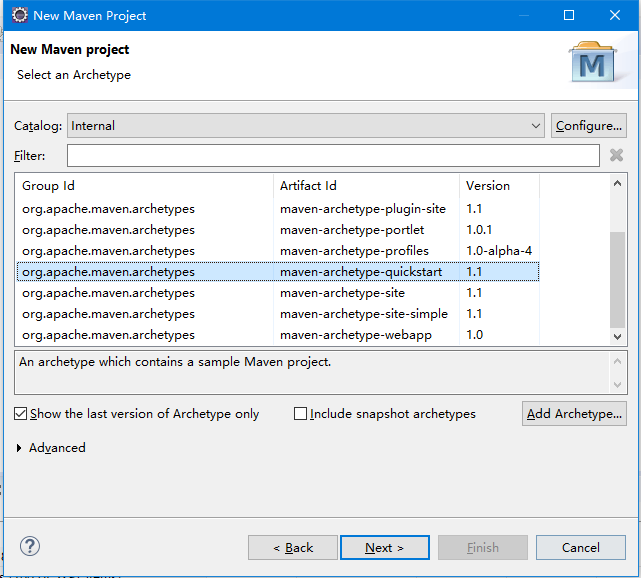 New Maven Project
New Maven project
Select an Archetype
M
Catalog: Internal Configure...
Filter:
Group Id Artifact Id Version
org.apache.maven.archetypes maven-archetype-plugin-site 1.1
org.apache.maven.archetypes maven-archetype-portlet 1.0.1
org.apache.maven.archetypes maven-archetype-profiles 1.0-alpha-4
org.apache.maven.archetypes maven-archetype-quickstart 1.1
org.apache.maven.archetypes maven-archetype-site 1.1
org.apache.maven.archetypes maven-archetype-site-simple 1.1
org.apache.maven.archetypes maven-archetype-webapp 1.0
An archetype which contains a sample Maven project.
Show the last version of Archetype only Include snapshot archetypes Add Archetype...
Advanced
? < Back Next > Finish Cancel